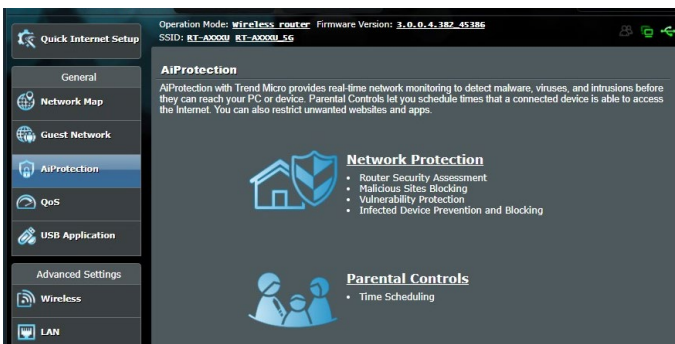 Operation Mode: Wireless router Firmware Version: 3.0.0.4.382_45386
SSID: RT-AXXXU RT-AXXXU_5G
Quick Internet Setup
General
Network Map
Guest Network
AiProtection
QoS
USB Application
Advanced Settings
Wireless
LAN
AiProtection
AiProtection with Trend Micro provides real-time network monitoring to detect malware, viruses, and intrusions before
they can reach your PC or device. Parental Controls let you schedule times that a connected device is able to access
the Internet. You can also restrict unwanted websites and apps.
Network Protection
• Router Security Assessment
• Malicious Sites Blocking
• Vulnerability Protection
• Infected Device Prevention and Blocking
Parental Controls
• Time Scheduling